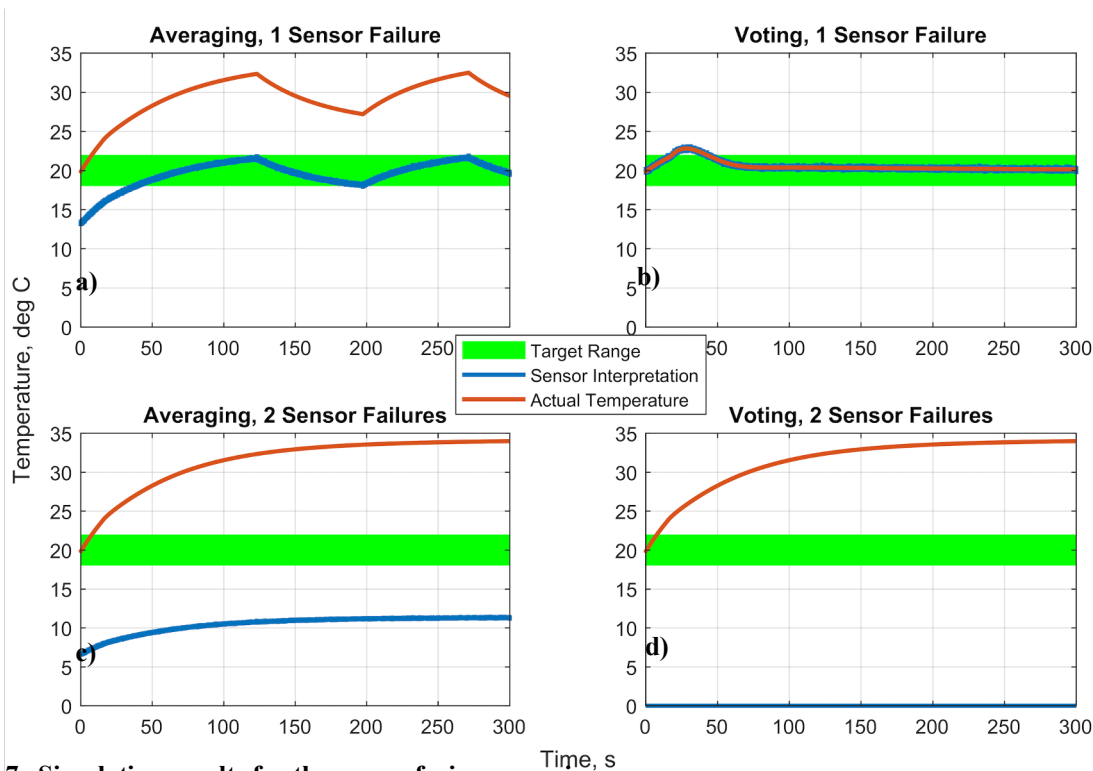 Averaging, 1 Sensor Failure
35
30
25
20
15
10
5
0
a)
0 50 100 150 200 250
Voting, 1 Sensor Failure
35
30
25
20
15
10
5
0
b)
50 100 150 200 250 300
Temperature, deg C
Target Range
Sensor Interpretation
Actual Temperature
Averaging, 2 Sensor Failures
35
30
25
20
15
10
5
0
c)
0 50 100 150 200 250 300
Voting, 2 Sensor Failures
35
30
25
20
15
10
5
0
d)
0 50 100 150 200 250 300
Time, s